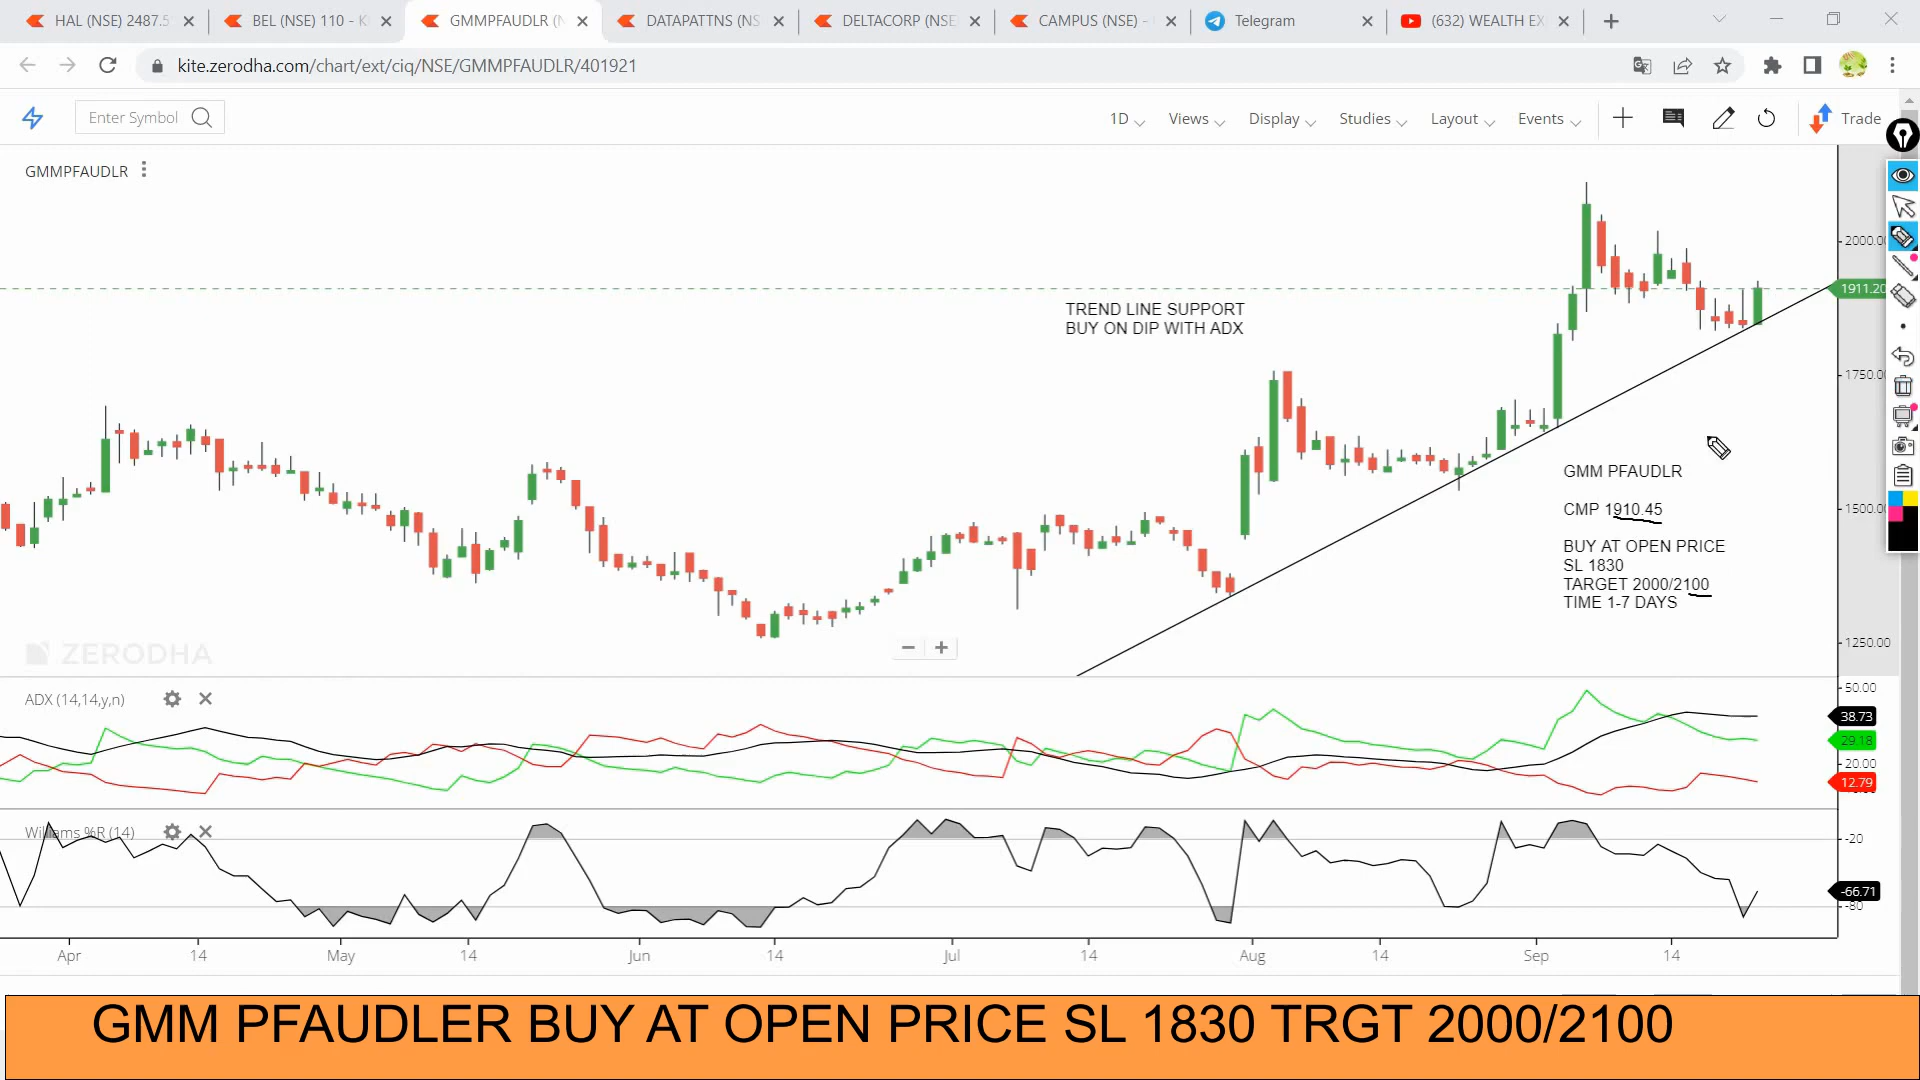 HAL (NSE) 2487.5
BEL (NSE) 110 - K
GMMPFAUDLR (N
DATAPATTNS (NS
DELTACORP (NSE
CAMPUS (NSE) -
Telegram
(632) WEALTH EX
kite.zerodha.com/chart/ext/ciq/NSE/GMMPFAUDLR/401921
Enter Symbol
1D
Views
Display
Studies
Layout
Events
Trade
GMMPFAUDLR
2000.00
1911.20
TREND LINE SUPPORT
BUY ON DIP WITH ADX
1750.00
GMM PFAUDLR
CMP 1910.45
1500.00
BUY AT OPEN PRICE
SL 1830
TARGET 2000/2100
TIME 1-7 DAYS
1250.00
ZERODHA
ADX (14,14,y,n)
50.00
38.73
29.18
20.00
12.79
Williams %R (14)
-20
-66.71
-80
Apr
14
May
14
Jun
14
Jul
14
Aug
14
Sep
14
GMM PFAUDLER BUY AT OPEN PRICE SL 1830 TRGT 2000/2100